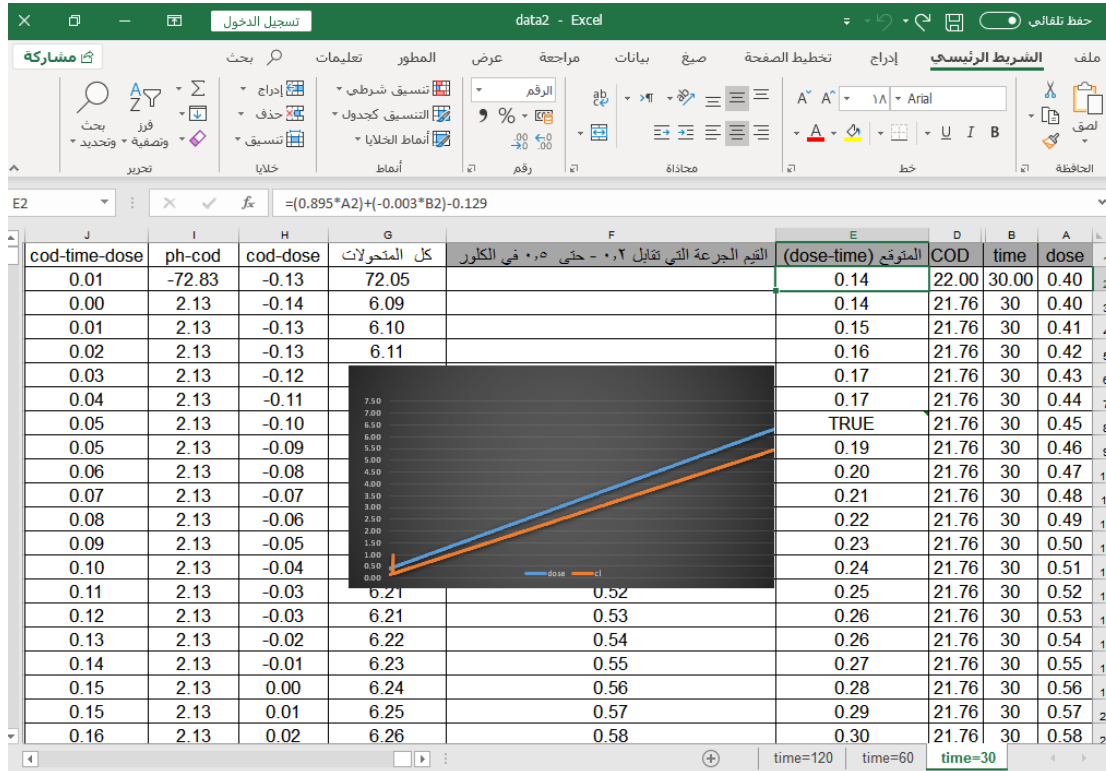 حفظ تلقائي
data2 - Excel
تسجيل الدخول
ملف الشريط الرئيسي إدراج تخطيط الصفحة صيغ بيانات مراجعة عرض المطور تعليمات بحث مشاركة
لصق
الحافظة
Arial ١٨ A A
B I U A
خط
ab
محاذاة
الرقم
% .00 .0 .00
رقم
تنسيق شرطي
التنسيق كجدول
أنماط الخلايا
أنماط
إدراج
حذف
تنسيق
خلايا
فرز وتصفية
بحث وتحديد
تحرير
E2 fx =(0.895*A2)+(-0.003*B2)-0.129
J I H G F E D B A
cod-time-dose ph-cod cod-dose كل المتحولات القيم الجرعة التي تقابل ٠,٢ - حتى ٠,٥ في الكلور المتوقع (dose-time) COD time dose
0.01 -72.83 -0.13 72.05 0.14 22.00 30.00 0.40
0.00 2.13 -0.14 6.09 0.14 21.76 30 0.40
0.01 2.13 -0.13 6.10 0.15 21.76 30 0.41
0.02 2.13 -0.13 6.11 0.16 21.76 30 0.42
0.03 2.13 -0.12 0.17 21.76 30 0.43
0.04 2.13 -0.11 0.17 21.76 30 0.44
0.05 2.13 -0.10 TRUE 21.76 30 0.45
0.05 2.13 -0.09 0.19 21.76 30 0.46
0.06 2.13 -0.08 0.20 21.76 30 0.47
0.07 2.13 -0.07 0.21 21.76 30 0.48
0.08 2.13 -0.06 0.22 21.76 30 0.49
0.09 2.13 -0.05 0.23 21.76 30 0.50
0.10 2.13 -0.04 0.24 21.76 30 0.51
0.11 2.13 -0.03 6.21 0.52 0.25 21.76 30 0.52
0.12 2.13 -0.03 6.21 0.53 0.26 21.76 30 0.53
0.13 2.13 -0.02 6.22 0.54 0.26 21.76 30 0.54
0.14 2.13 -0.01 6.23 0.55 0.27 21.76 30 0.55
0.15 2.13 0.00 6.24 0.56 0.28 21.76 30 0.56
0.15 2.13 0.01 6.25 0.57 0.29 21.76 30 0.57
0.16 2.13 0.02 6.26 0.58 0.30 21.76 30 0.58
7.50
7.00
6.50
6.00
5.50
5.00
4.50
4.00
3.50
3.00
2.50
2.00
1.50
1.00
0.50
0.00
dose cl
time=120 time=60 time=30